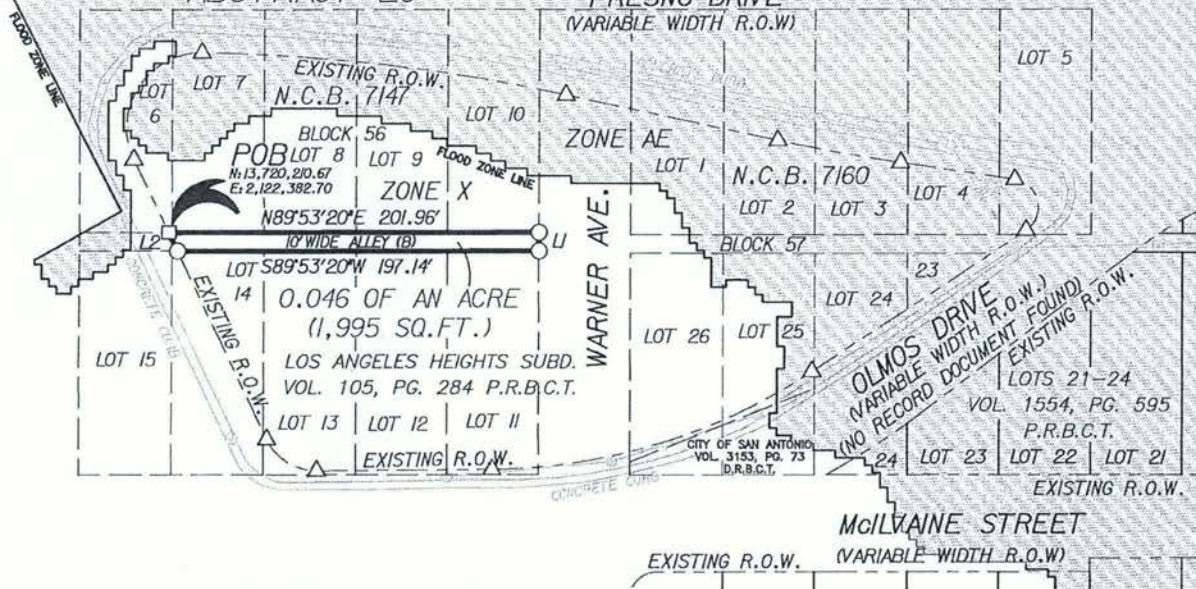 FRESNO DRIVE
(VARIABLE WIDTH R.O.W)
FLOOD ZONE LINE
LOT 5
LOT 6
LOT 7
EXISTING R.O.W.
N.C.B. 7147
LOT 10
BLOCK 56
ZONE AE
POB
N: 13,720,210.67
E: 2,122,382.70
LOT 8
LOT 9
FLOOD ZONE LINE
LOT 1
N.C.B. 7160
LOT 4
ZONE X
LOT 2
LOT 3
N89°53'20"E 201.96'
L2
10' WIDE ALLEY (B)
L1
WARNER AVE.
BLOCK 57
S89°53'20"W 197.14'
LOT 14
EXISTING R.O.W.
0.046 OF AN ACRE
(1,995 SQ.FT.)
23
LOT 24
OLMOS DRIVE
(VARIABLE WIDTH R.O.W.)
(NO RECORD DOCUMENT FOUND)
EXISTING R.O.W.
CONCRETE CURB
LOT 15
LOT 26
LOT 25
LOS ANGELES HEIGHTS SUBD.
VOL. 105, PG. 284 P.R.B.C.T.
LOTS 21-24
VOL. 1554, PG. 595
P.R.B.C.T.
LOT 13
LOT 12
LOT 11
EXISTING R.O.W.
CITY OF SAN ANTONIO
VOL. 3153, PG. 73
D.R.B.C.T.
24
LOT 23
LOT 22
LOT 21
EXISTING R.O.W.
CONCRETE CURB
McILVAINE STREET
(VARIABLE WIDTH R.O.W)
EXISTING R.O.W.